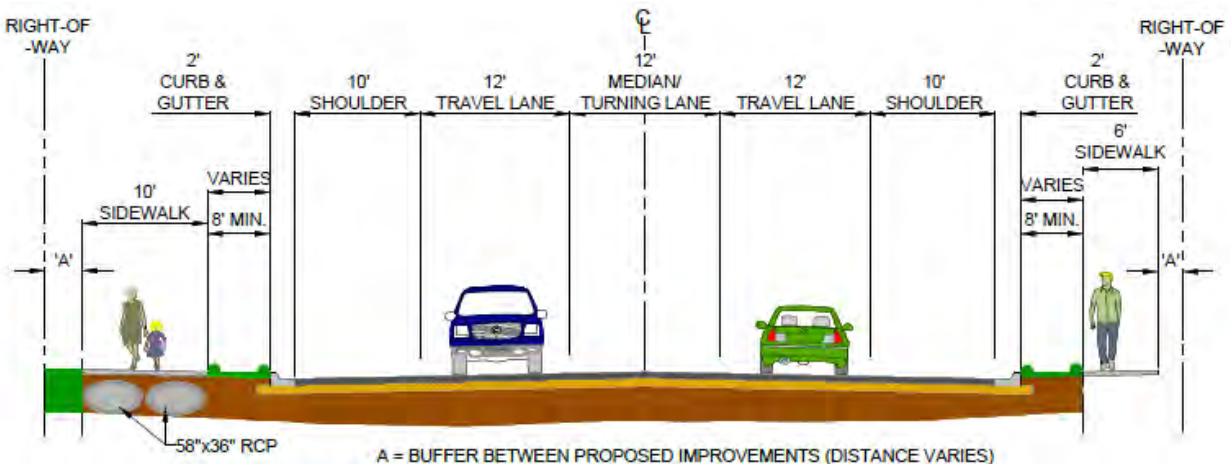 RIGHT-OF
-WAY
2'
CURB &
GUTTER
10'
SHOULDER
12'
TRAVEL LANE
℄
12'
MEDIAN/
TURNING LANE
12'
TRAVEL LANE
10'
SHOULDER
2'
CURB &
GUTTER
RIGHT-OF
-WAY
6'
SIDEWALK
VARIES
8' MIN.
10'
SIDEWALK
'A'
VARIES
8' MIN.
'A'
58"x36" RCP
A = BUFFER BETWEEN PROPOSED IMPROVEMENTS (DISTANCE VARIES)